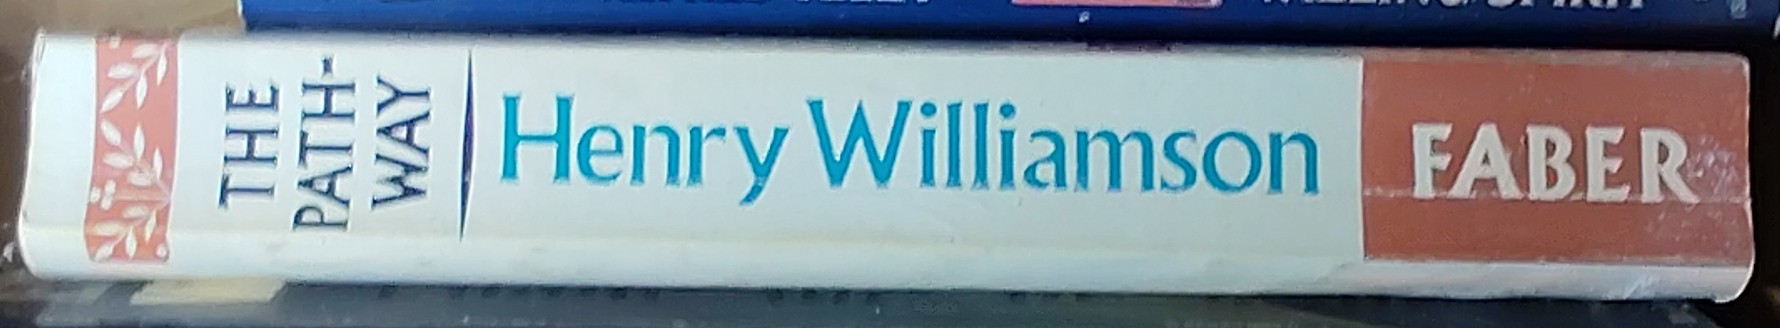 THE
PATH-
WAY
Henry Williamson
FABER